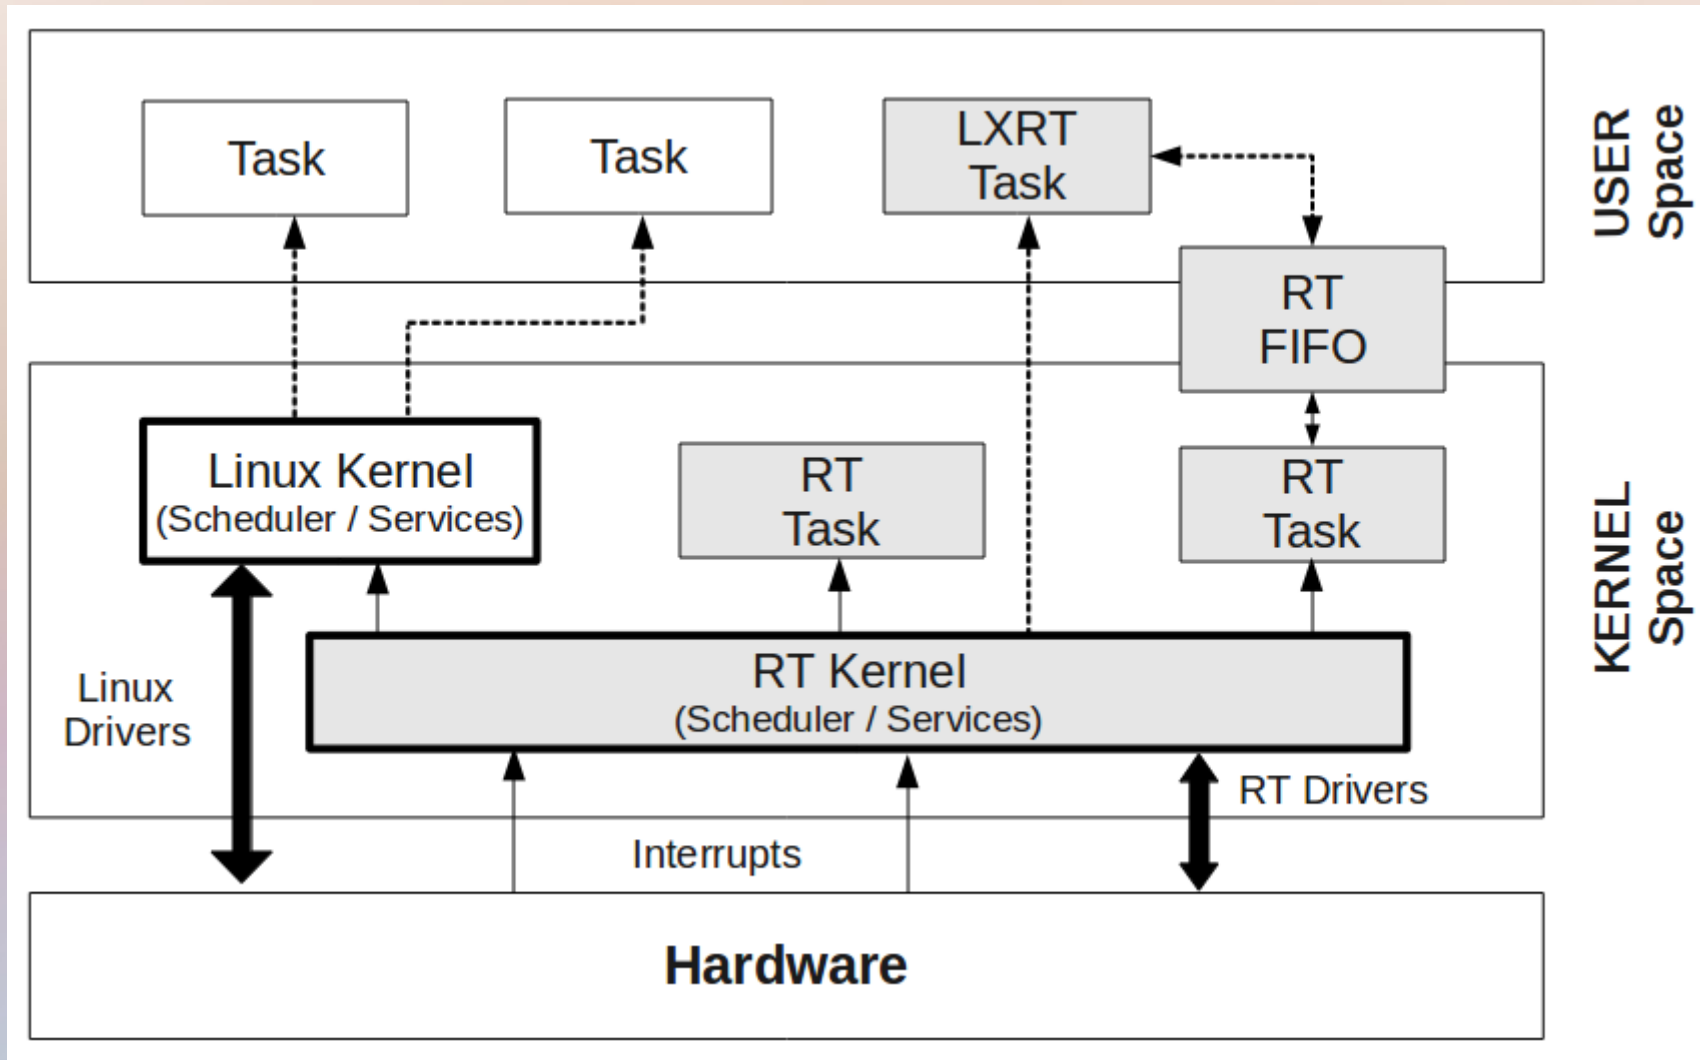 Task
Task
LXRT
Task
USER
Space
RT
FIFO
Linux Kernel
(Scheduler / Services)
RT
Task
RT
Task
KERNEL
Space
RT Kernel
(Scheduler / Services)
Linux
Drivers
RT Drivers
Interrupts
Hardware